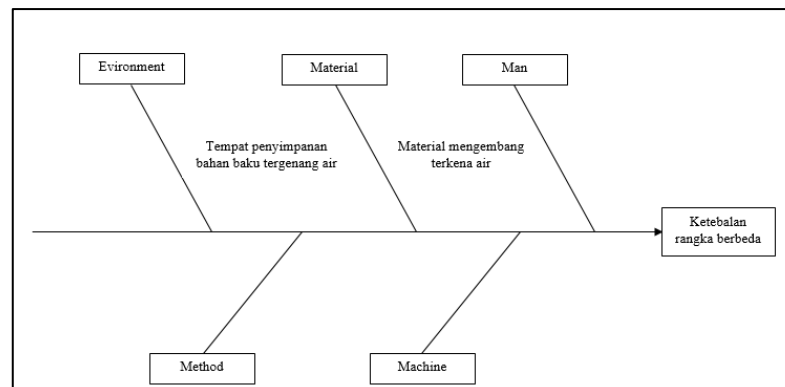 Evironment
Material
Man
Tempat penyimpanan
bahan baku tergenang air
Material mengembang
terkena air
Ketebalan
rangka berbeda
Method
Machine